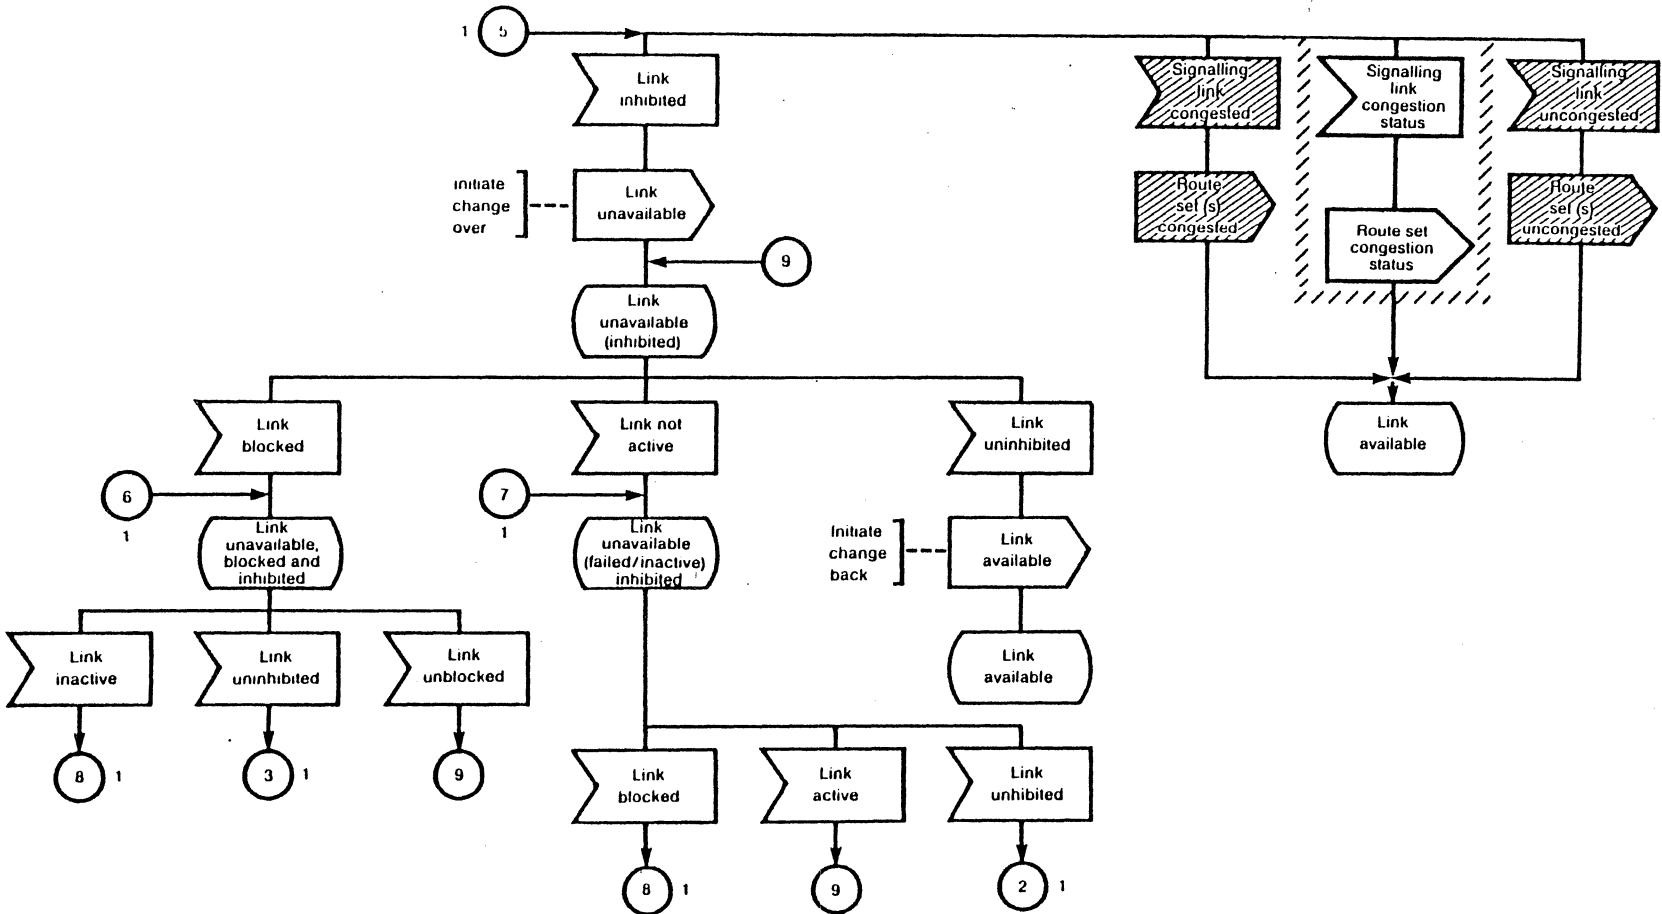 1
5
Link
inhibited
Signalling
link
congested
Signalling
link
congestion
status
Signalling
link
uncongested
Initiate
change
over
Link
unavailable
Route
set (s)
congested
Route set
congestion
status
Route
set (s)
uncongested
9
Link
unavailable
(inhibited)
Link
blocked
Link not
active
Link
uninhibited
Link
available
6
1
7
1
Link
unavailable,
blocked and
inhibited
Link
unavailable
(failed/inactive)
inhibited
Initiate
change
back
Link
available
Link
inactive
Link
uninhibited
Link
unblocked
Link
available
8
1
3
1
9
Link
blocked
Link
active
Link
unhibited
8
1
9
2
1